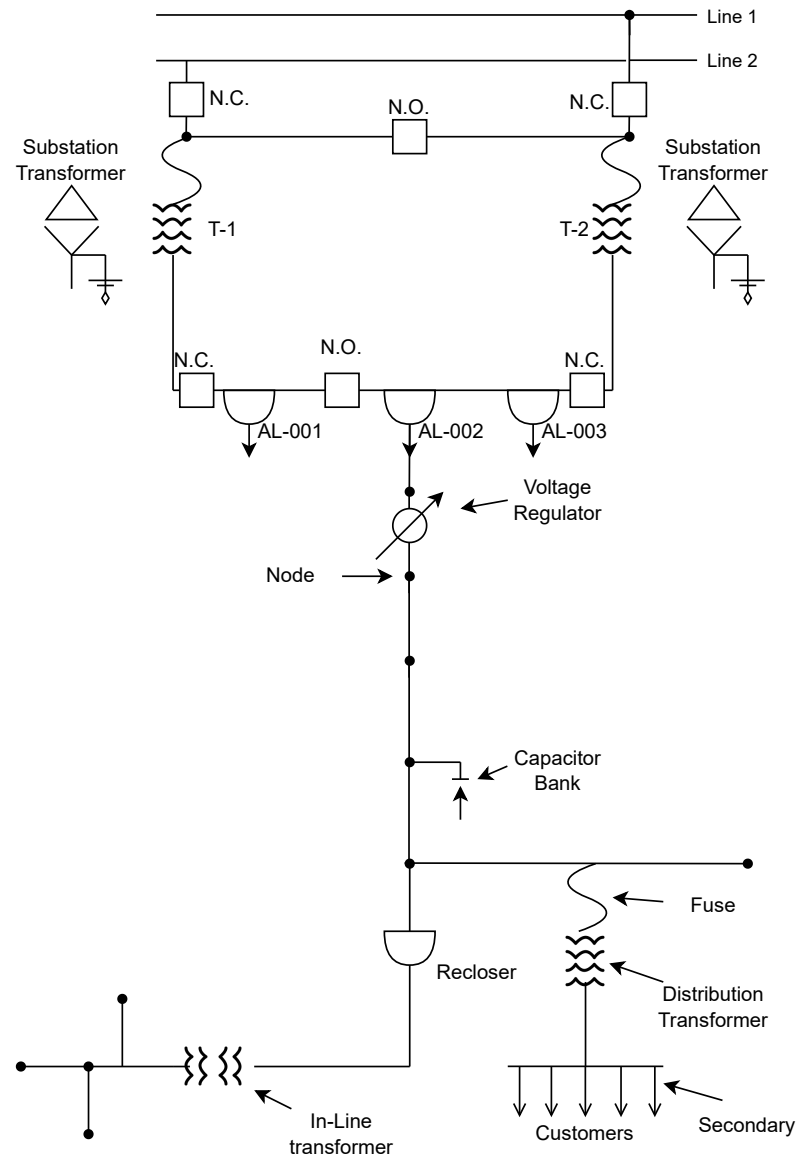 Line 1
Line 2
N.C.
N.O.
N.C.
Substation
Transformer
Substation
Transformer
T-1
T-2
N.C.
N.O.
N.C.
AL-001
AL-002
AL-003
Voltage
Regulator
Node
Capacitor
Bank
Fuse
Recloser
Distribution
Transformer
In-Line
transformer
Customers
Secondary